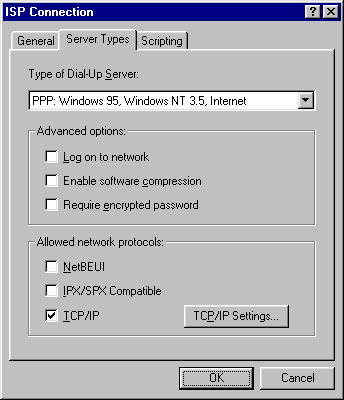 ISP Connection
General Server Types Scripting
Type of Dial-Up Server:
PPP: Windows 95, Windows NT 3.5, Internet
Advanced options:
Log on to network
Enable software compression
Require encrypted password
Allowed network protocols:
NetBEUI
IPX/SPX Compatible
TCP/IP TCP/IP Settings...
OK Cancel